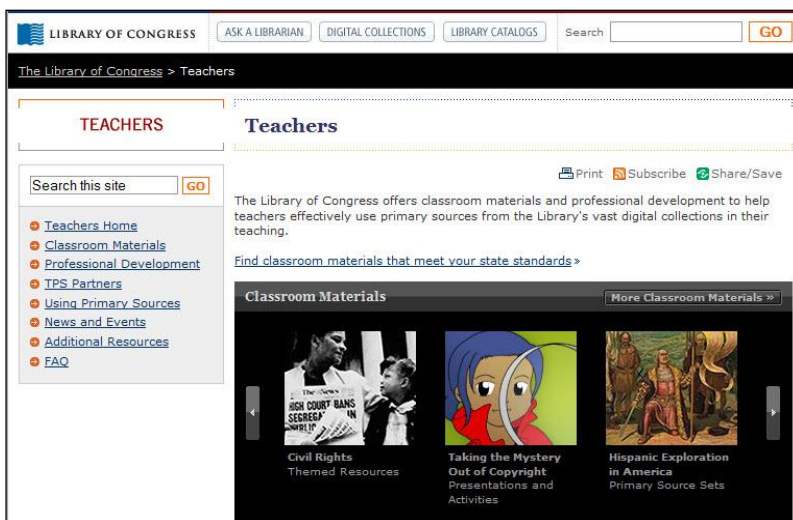 LIBRARY OF CONGRESS
ASK A LIBRARIAN
DIGITAL COLLECTIONS
LIBRARY CATALOGS
Search
GO
The Library of Congress > Teachers
TEACHERS
Search this site
GO
Teachers Home
Classroom Materials
Professional Development
TPS Partners
Using Primary Sources
News and Events
Additional Resources
FAQ
Teachers
Print
Subscribe
Share/Save
The Library of Congress offers classroom materials and professional development to help
teachers effectively use primary sources from the Library's vast digital collections in their
teaching.
Find classroom materials that meet your state standards »
Classroom Materials
More Classroom Materials »
The News
HIGH COURT BANS
SEGREGATION IN
PUBLIC
Civil Rights
Themed Resources
Taking the Mystery
Out of Copyright
Presentations and
Activities
Hispanic Exploration
in America
Primary Source Sets